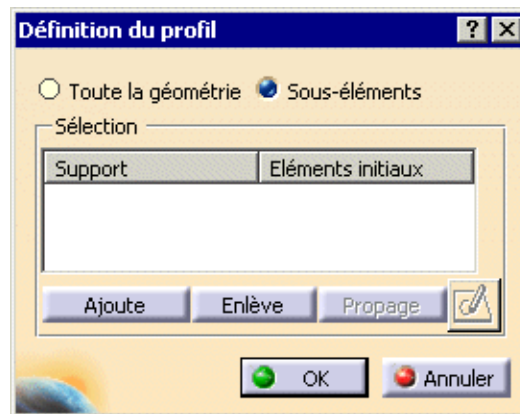 Définition du profil
Toute la géométrie Sous-éléments
Sélection
Support Eléments initiaux
Ajoute Enlève Propage
OK Annuler